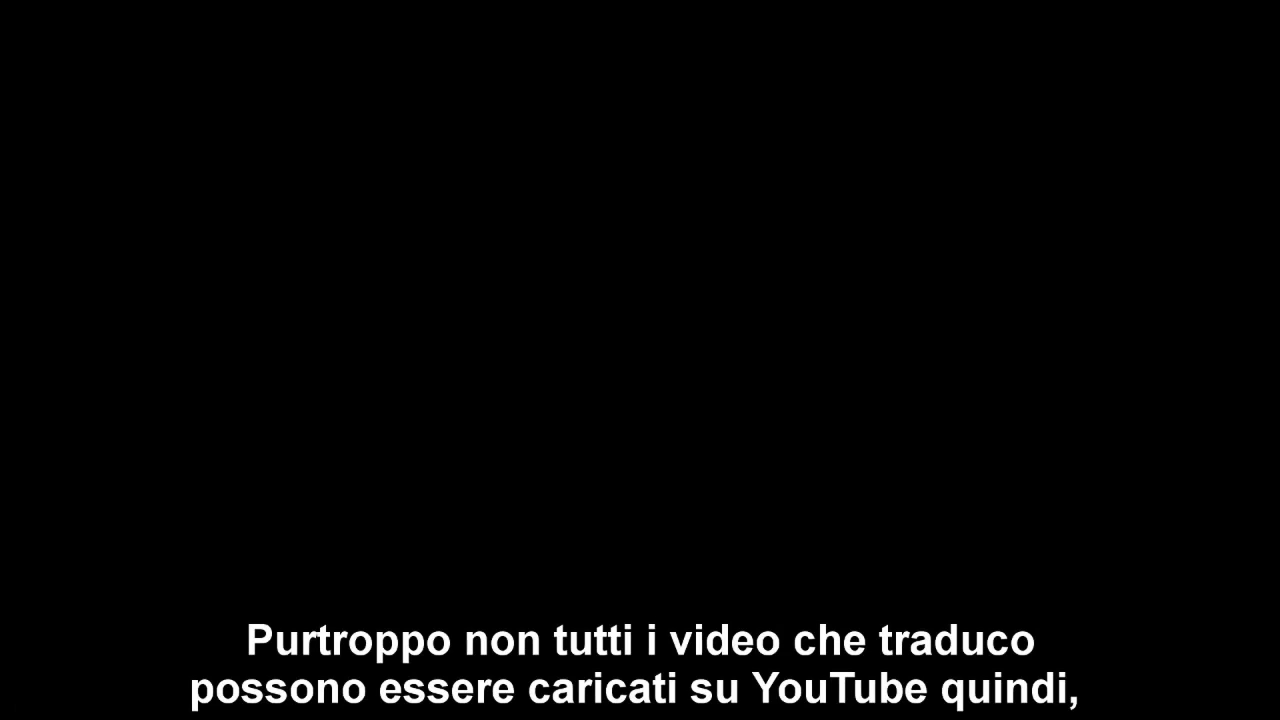 Purtroppo non tutti i video che traduco
possono essere caricati su YouTube quindi,